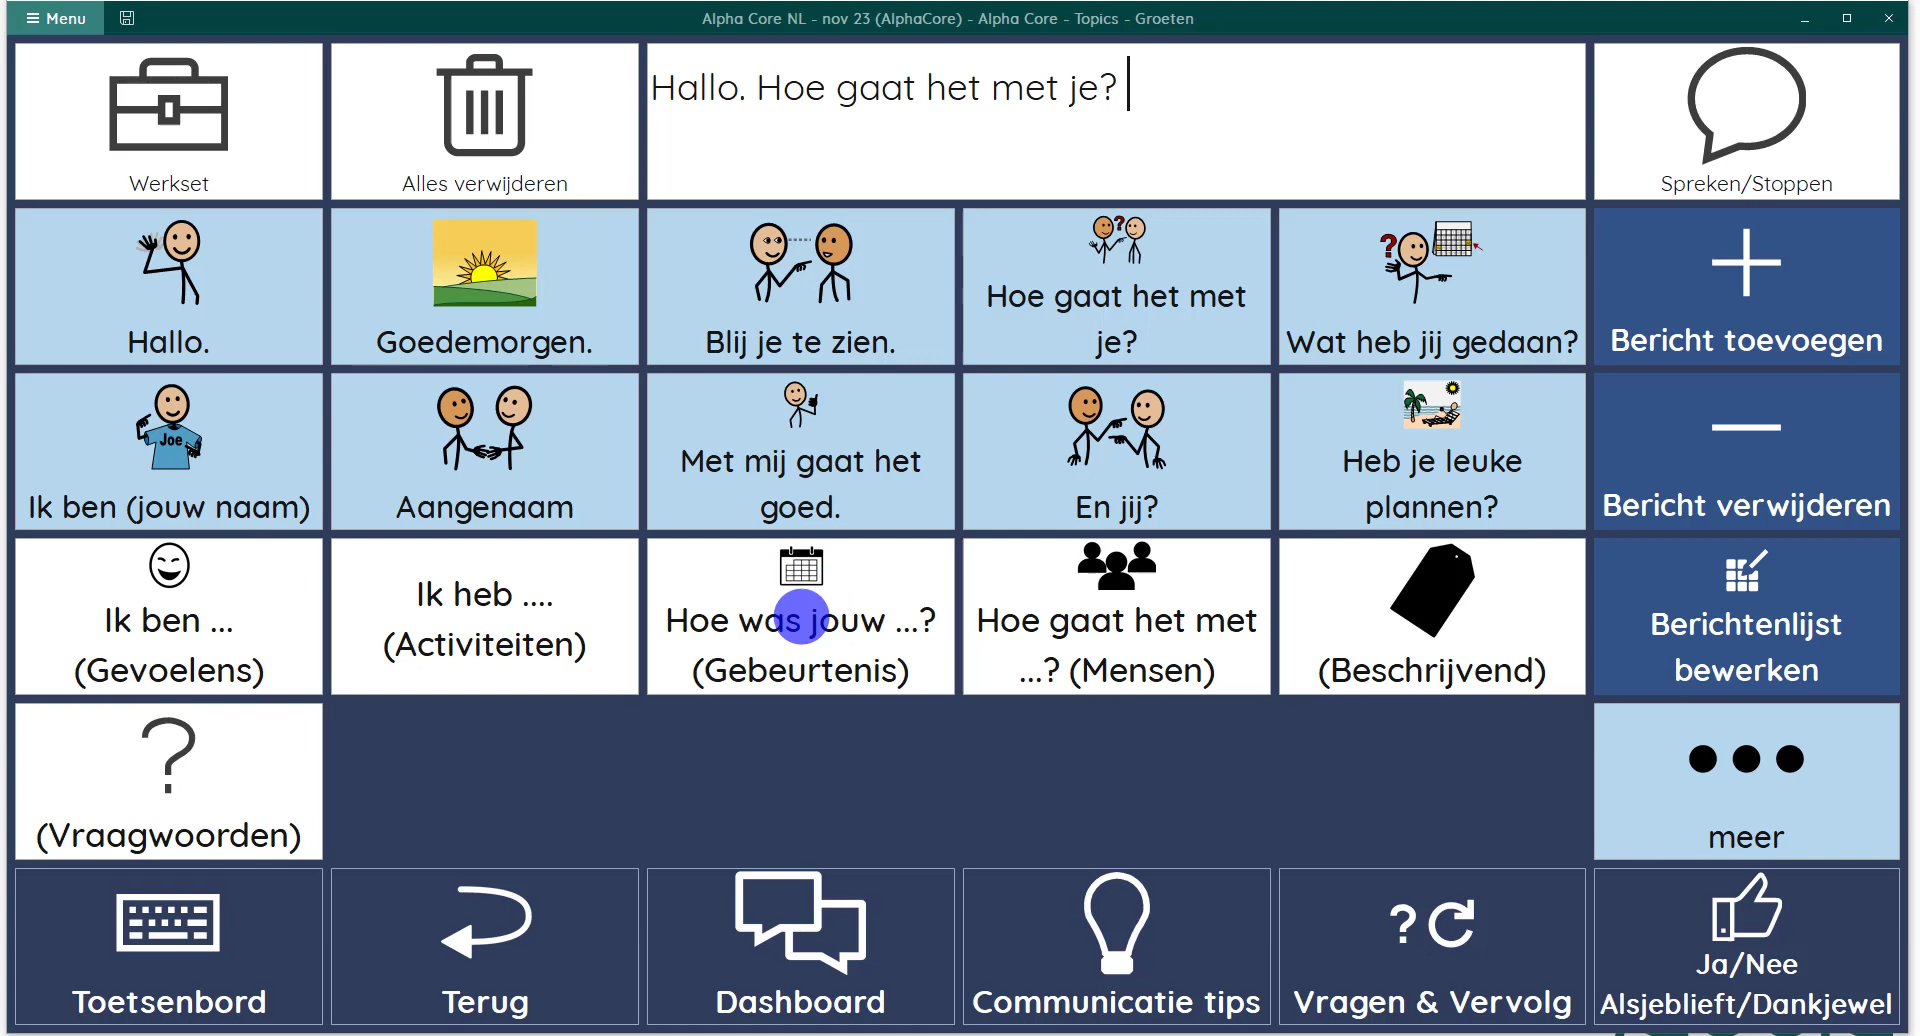 Menu
Alpha Core NL - nov 23 (AlphaCore) - Alpha Core - Topics - Groeten
Hallo. Hoe gaat het met je?
Werkset
Alles verwijderen
Spreken/Stoppen
Hallo.
Goedemorgen.
Blij je te zien.
Hoe gaat het met
je?
Wat heb jij gedaan?
Bericht toevoegen
Joe
Ik ben (jouw naam)
Aangenaam
Met mij gaat het
goed.
En jij?
Heb je leuke
plannen?
Bericht verwijderen
Ik ben ...
(Gevoelens)
Ik heb ....
(Activiteiten)
Hoe was jouw ...?
(Gebeurtenis)
Hoe gaat het met
...? (Mensen)
(Beschrijvend)
Berichtenlijst
bewerken
(Vraagwoorden)
meer
Toetsenbord
Terug
Dashboard
Communicatie tips
Vragen & Vervolg
Ja/Nee
Alsjeblieft/Dankjewel